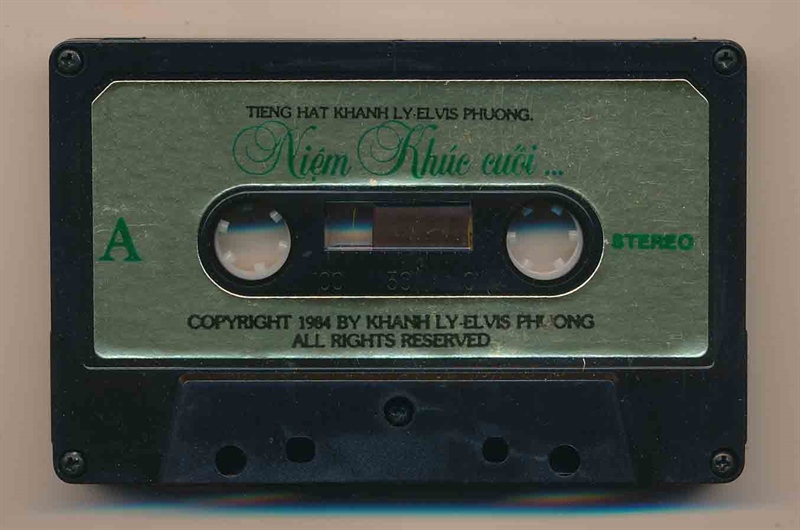 TIENG HAT KHANH LY-ELVIS PHUONG.
Niệm Khúc cuối ...
A
STEREO
100 50 0
COPYRIGHT 1984 BY KHANH LY-ELVIS PHUONG
ALL RIGHTS RESERVED